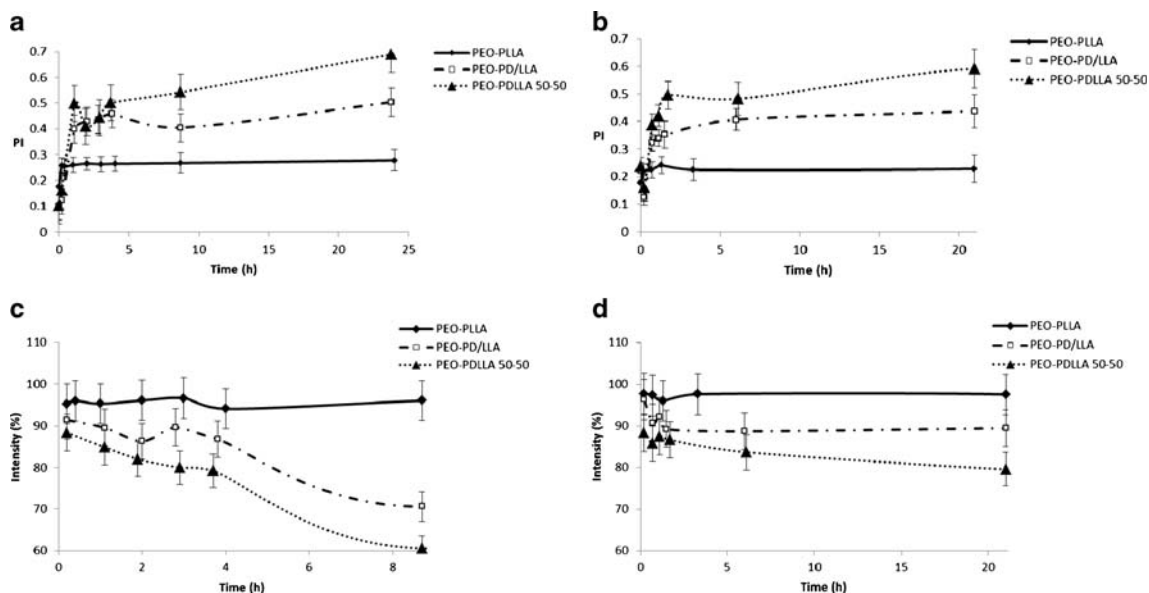 a
0.7
0.6
0.5
0.4
PI
0.3
0.2
0.1
0
0 5 10 15 20 25
Time (h)
PEO-PLLA
PEO-PD/LLA
PEO-PDLLA 50-50
b
0.7
0.6
0.5
0.4
PI
0.3
0.2
0.1
0
0 5 10 15 20
Time (h)
PEO-PLLA
PEO-PD/LLA
PEO-PDLLA 50-50
c
110
100
90
80
70
60
Intensity (%)
0 2 4 6 8
Time (h)
PEO-PLLA
PEO-PD/LLA
PEO-PDLLA 50-50
d
110
100
90
80
70
60
Intensity (%)
0 5 10 15 20
Time (h)
PEO-PLLA
PEO-PD/LLA
PEO-PDLLA 50-50